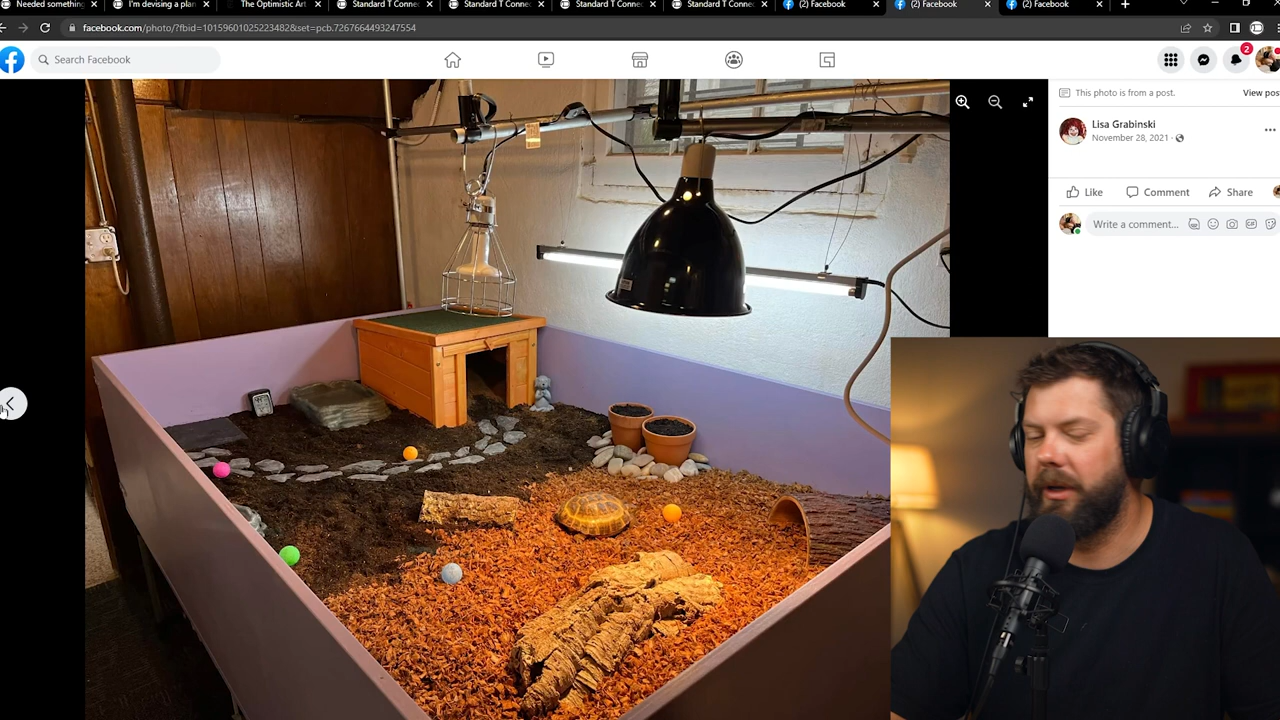 Needed something
I'm devising a plan
The Optimistic Art
Standard T Conne
Standard T Conne
Standard T Conne
Standard T Conne
(2) Facebook
(2) Facebook
(2) Facebook
facebook.com/photo/?fbid=10159601025223482&set=pcb.7267664493247554
Search Facebook
2
This photo is from a post.
View post
Lisa Grabinski
November 28, 2021
Like
Comment
Share
Write a comment...